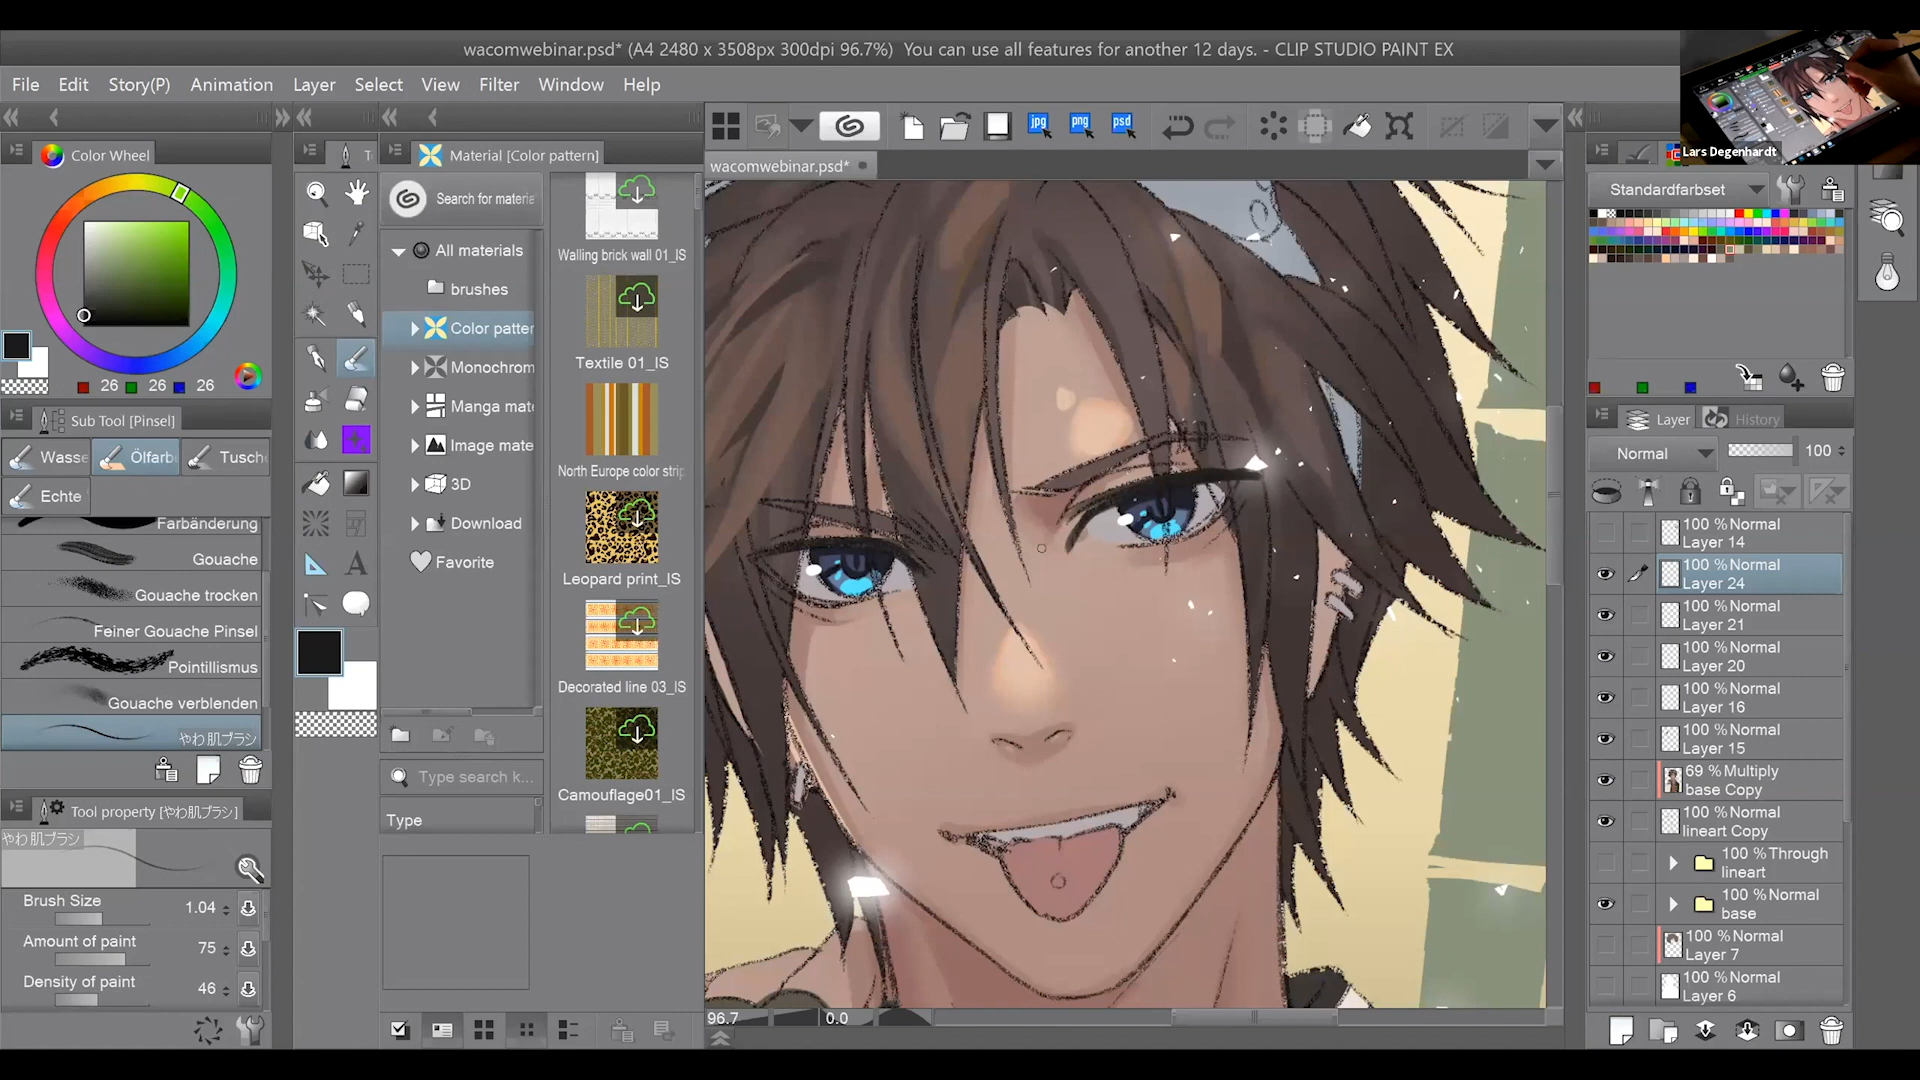 wacomwebinar.psd* (A4 2480 x 3508px 300dpi 96.7%)  You can use all features for another 12 days. - CLIP STUDIO PAINT EX
File Edit Story(P) Animation Layer Select View Filter Window Help
Lars Degenhardt
Color Wheel
26 26 26
Sub Tool [Pinsel]
Wasse Ölfarb Tusch
Echte
Farbänderung
Gouache
Gouache trocken
Feiner Gouache Pinsel
Pointillismus
Gouache verblenden
やわ肌ブラシ
Tool property [やわ肌ブラシ]
やわ肌ブラシ
Brush Size 1.04
Amount of paint 75
Density of paint 46
T
A
Material [Color pattern]
Search for materia
All materials
brushes
Color patter
Monochrom
Manga mate
Image mate
3D
Download
Favorite
Type search k...
Type
Walling brick wall 01_IS
Textile 01_IS
North Europe color strip
Leopard print_IS
Decorated line 03_IS
Camouflage01_IS
jpg png psd
wacomwebinar.psd*
96.7 0.0
Standardfarbset
Layer History
Normal 100
100 %Normal
Layer 14
100 %Normal
Layer 24
100 %Normal
Layer 21
100 %Normal
Layer 20
100 %Normal
Layer 16
100 %Normal
Layer 15
69 %Multiply
base Copy
100 %Normal
lineart Copy
100 %Through
lineart
100 %Normal
base
100 %Normal
Layer 7
100 %Normal
Layer 6